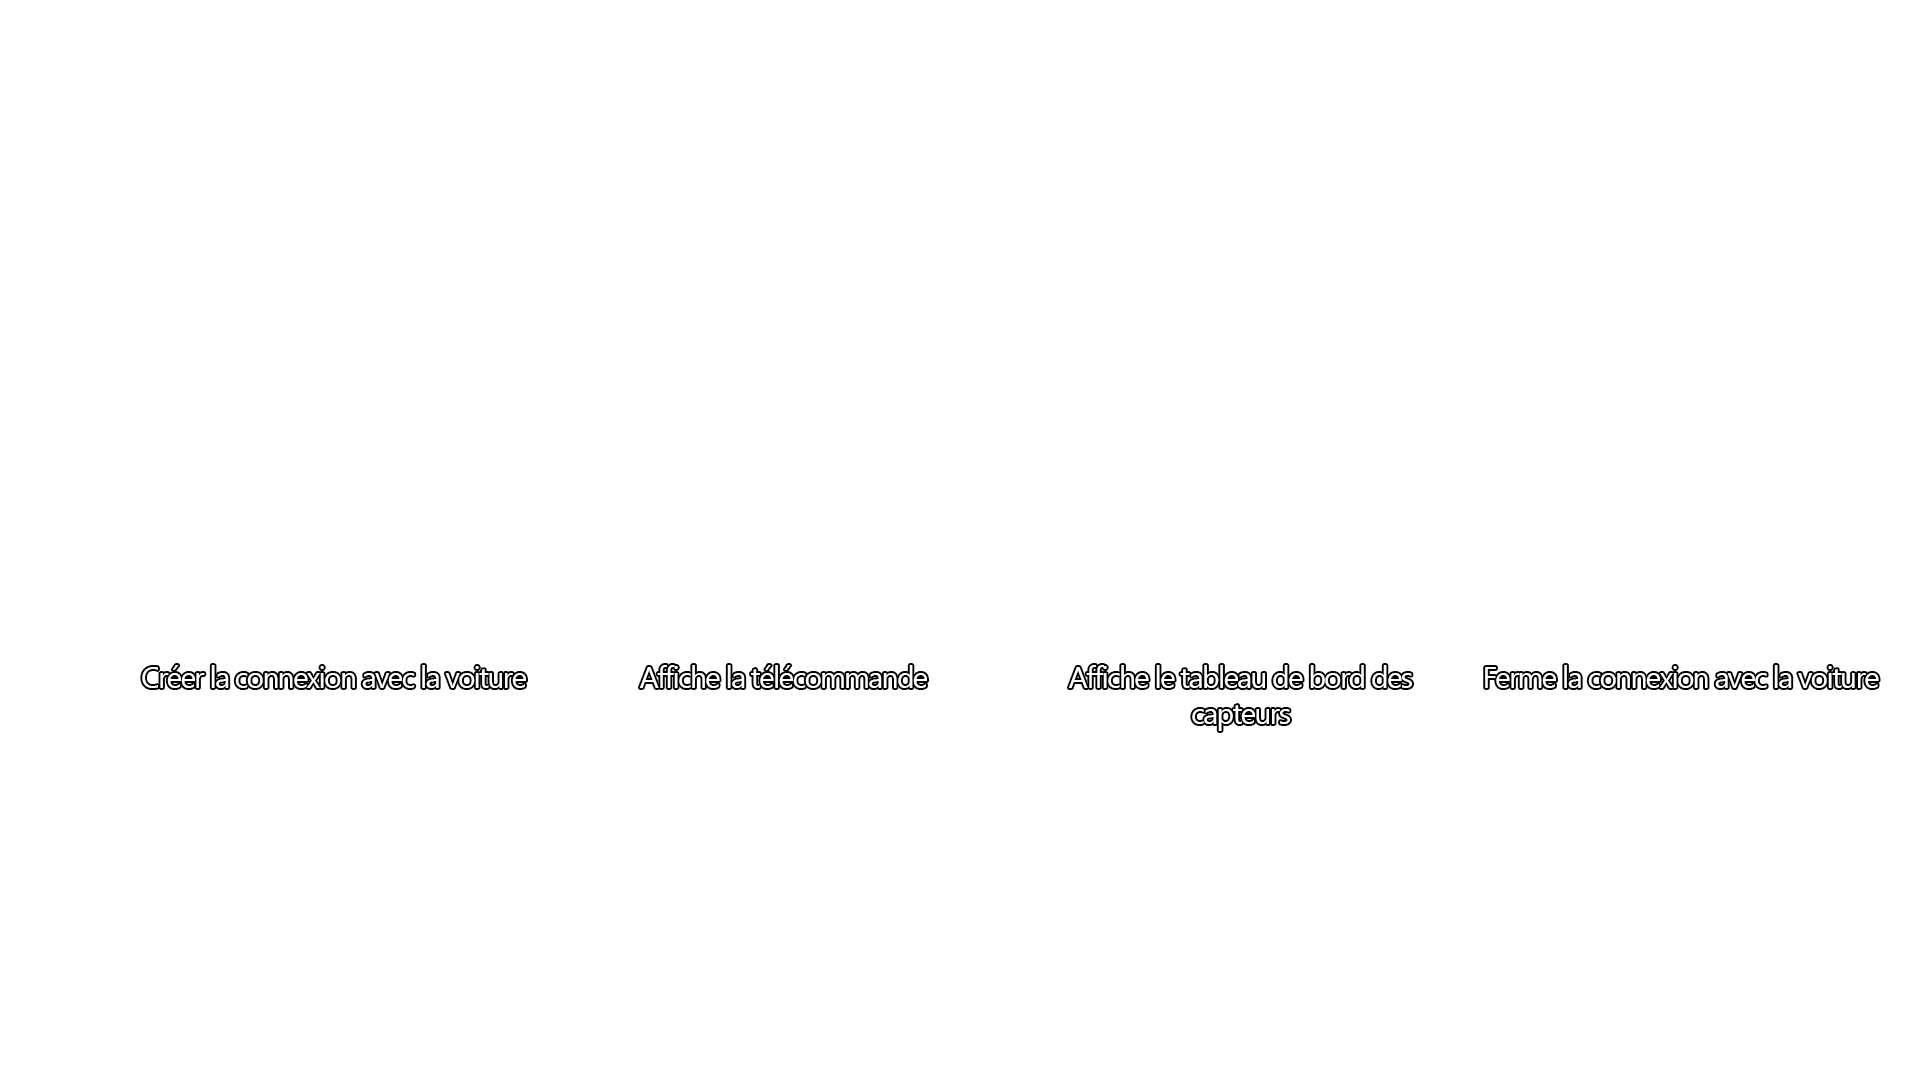 Créer la connexion avec la voiture
Affiche la télécommande
Affiche le tableau de bord des
capteurs
Ferme la connexion avec la voiture